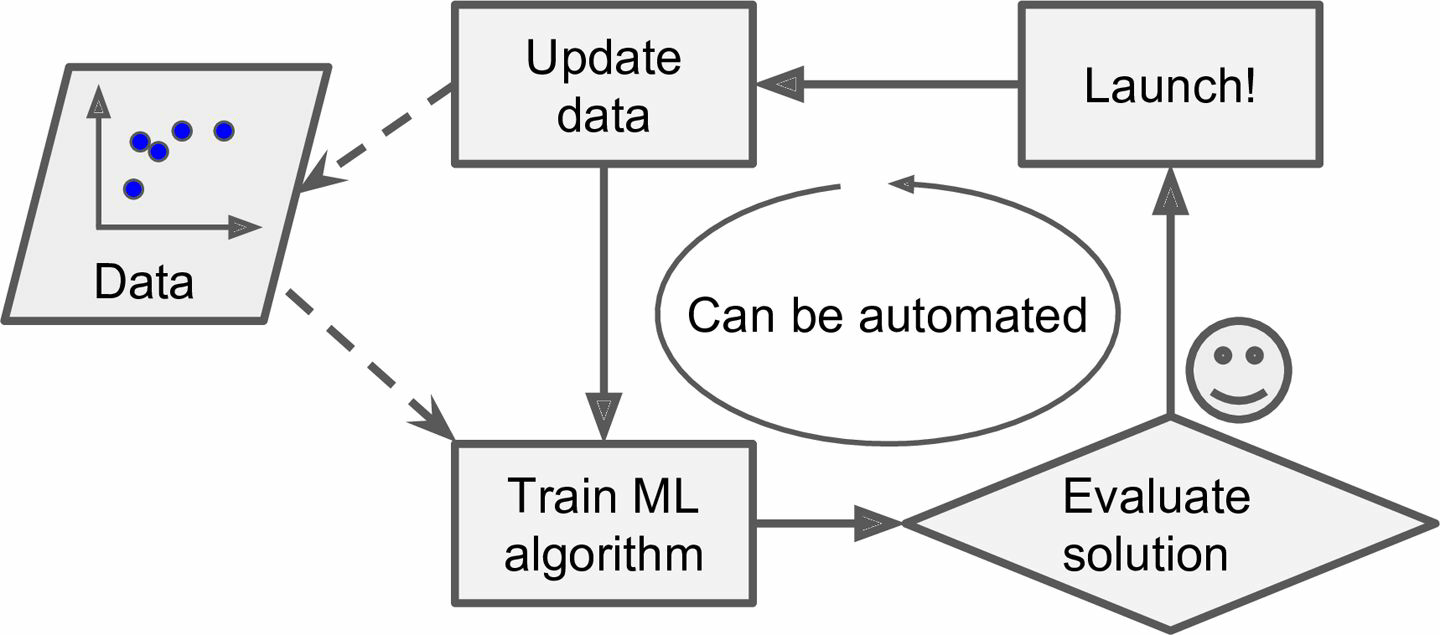 Update
data
Launch!
Data
Can be automated
Train ML
algorithm
Evaluate
solution